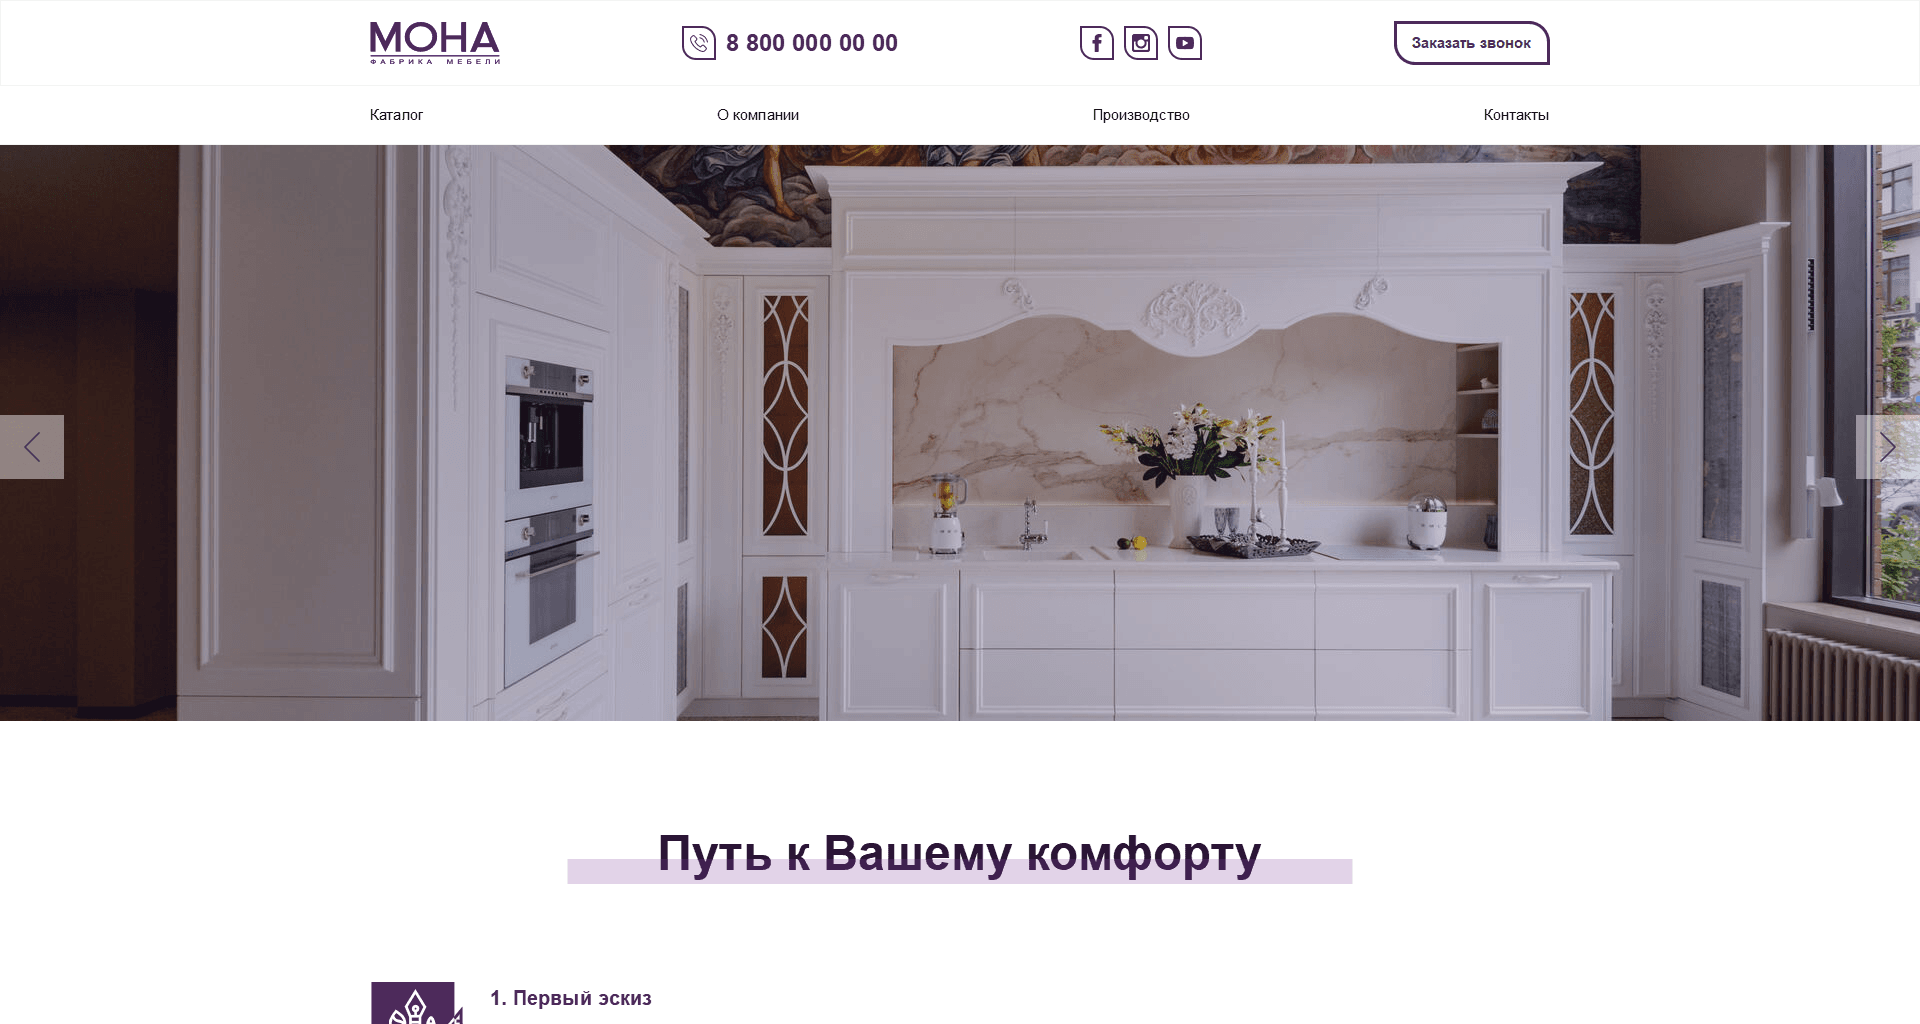 МОНА
ФАБРИКА МЕБЕЛИ
8 800 000 00 00
Заказать звонок
Каталог
О компании
Производство
Контакты
Путь к Вашему комфорту
1. Первый эскиз